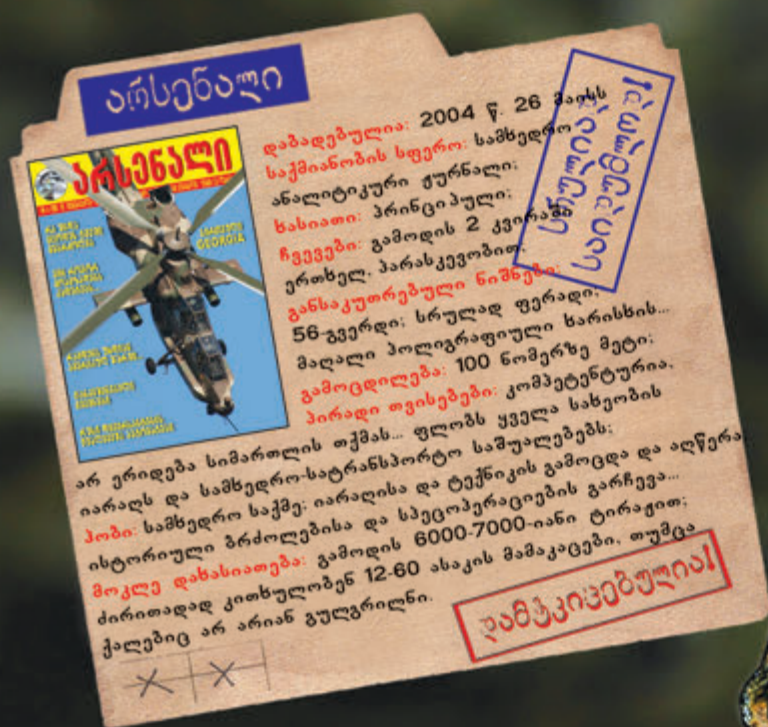 არსენალი
არსენალი
GEORGIA
დაბადებულია: 2004 წ. 26 მაისს
საქმიანობის სფერო: სამხედრო
ანალიტიკური ჟურნალი;
ხასიათი: პრინციპული;
ჩვევები: გამოდის 2 კვირაში
ერთხელ, პარასკევობით.
განსაკუთრებული ნიშნები:
56-გვერდი; სრულად ფერადი,
მაღალი პოლიგრაფიული ხარისხის...
გამოცდილება: 100 ნომერზე მეტი;
პირადი თვისებები: კომპეტენტურია,
არ ერიდება სიმართლის თქმას... ფლობს ყველა სახეობის
იარაღს და სამხედრო-სატრანსპორტო საშუალებებს;
ჰობი: სამხედრო საქმე; იარაღისა და ტექნიკის გამოცდა და აღწერა
ისტორიული ბრძოლებისა და სპეცოპერაციების გარჩევა...
მოკლე დახასიათება: გამოდის 6000-7000-იანი ტირაჟით;
ძირითადად კითხულობენ 12-60 ასაკის მამაკაცები, თუმცა
ქალებიც არ არიან გულგრილნი.
სრულიად
საიდუმლოდ!
დამტკიცებულია!